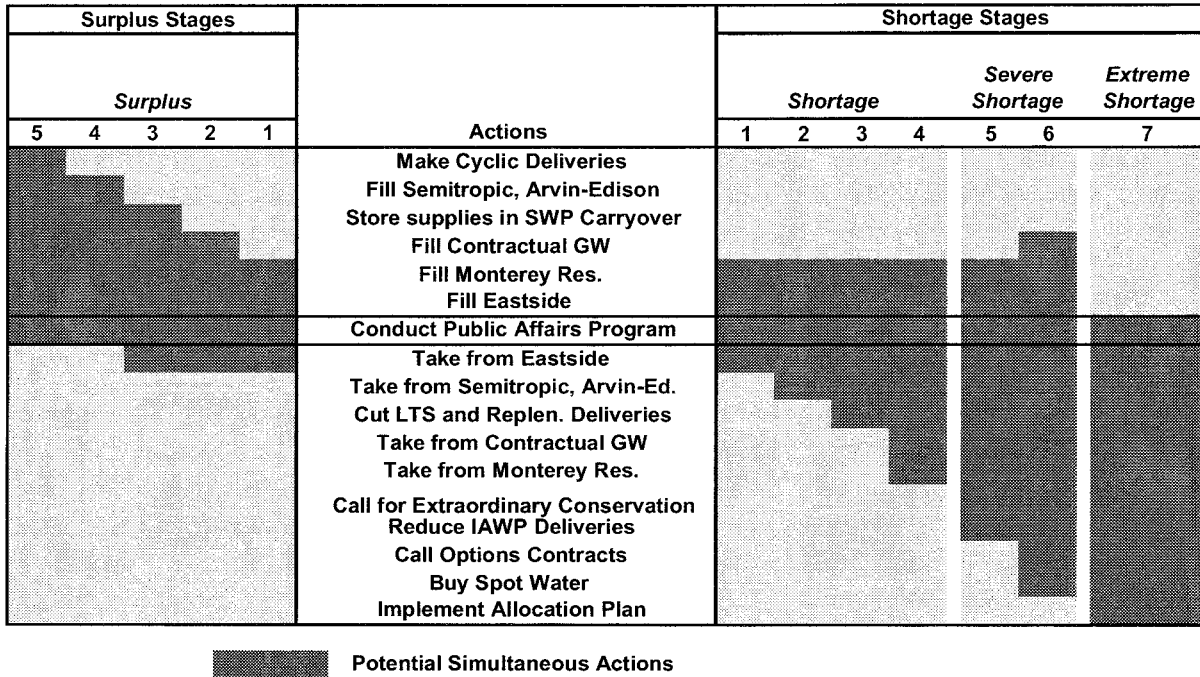 Surplus Stages
Shortage Stages
Surplus
Shortage
Severe
Shortage
Extreme
Shortage
5 4 3 2 1
Actions
1 2 3 4 5 6 7
Make Cyclic Deliveries
Fill Semitropic, Arvin-Edison
Store supplies in SWP Carryover
Fill Contractual GW
Fill Monterey Res.
Fill Eastside
Conduct Public Affairs Program
Take from Eastside
Take from Semitropic, Arvin-Ed.
Cut LTS and Replen. Deliveries
Take from Contractual GW
Take from Monterey Res.
Call for Extraordinary Conservation
Reduce IAWP Deliveries
Call Options Contracts
Buy Spot Water
Implement Allocation Plan
Potential Simultaneous Actions